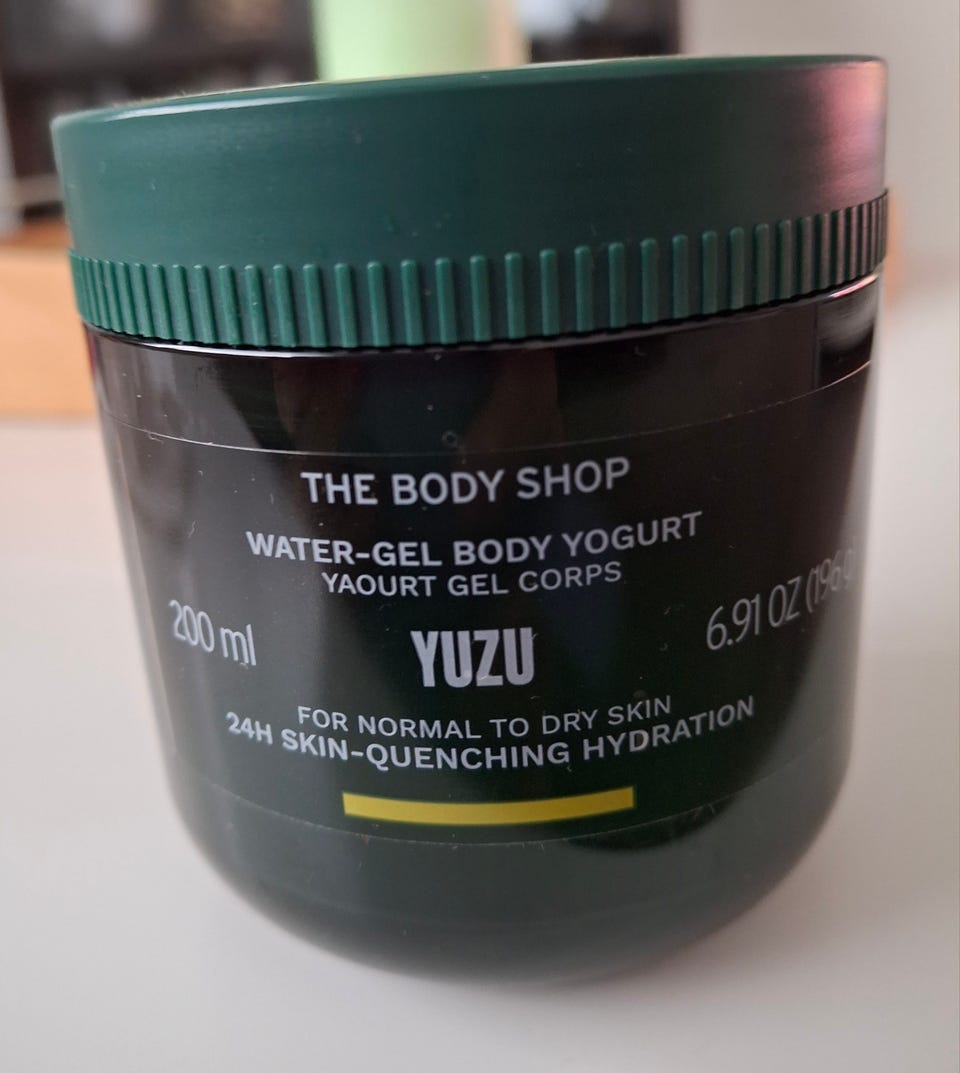 THE BODY SHOP
WATER-GEL BODY YOGURT
YAOURT GEL CORPS
200 ml
YUZU
6.91 OZ (196 g)
FOR NORMAL TO DRY SKIN
24H SKIN-QUENCHING HYDRATION